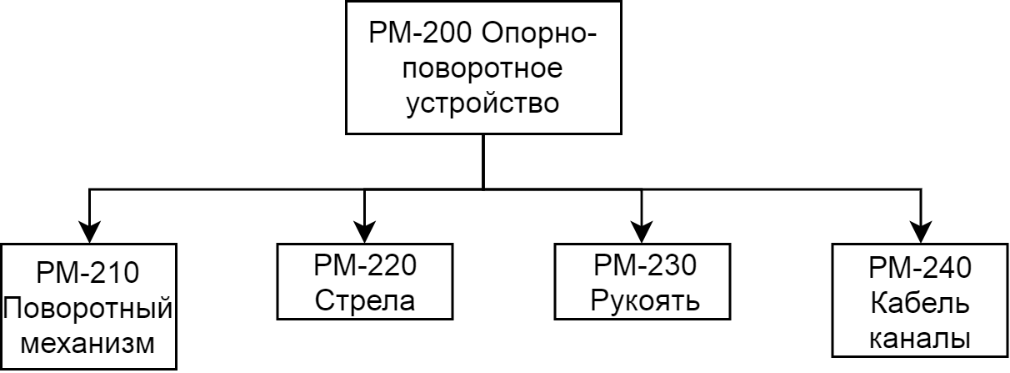 РМ-200 Опорно-
поворотное
устройство
РМ-210
Поворотный
механизм
РМ-220
Стрела
РМ-230
Рукоять
РМ-240
Кабель
каналы